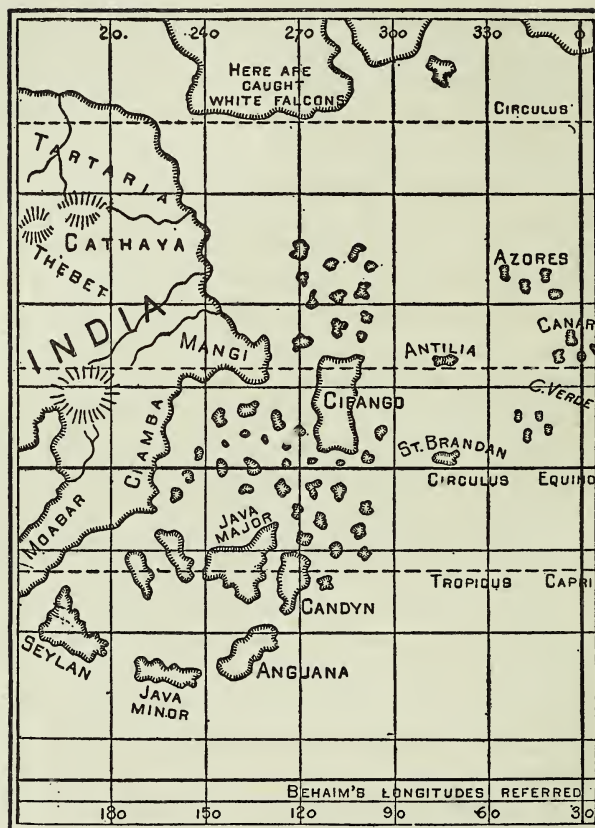 20. 240 270 300 330 0
HERE ARE
CAUGHT
WHITE FALCONS
CIRCULUS
TARTARIA
CATHAYA
THEBET
AZORES
INDIA
CANAR
MANGI
ANTILIA
CIPANGO
C. VERDE
CIAMBA
ST. BRANDAN
CIRCULUS EQUINO
MOABAR
JAVA
MAJOR
TROPICUS CAPRI
CANDYN
SEYLAN
ANGUANA
JAVA
MINOR
BEHAIM'S LONGITUDES REFERRED
180 150 120 90 60 30